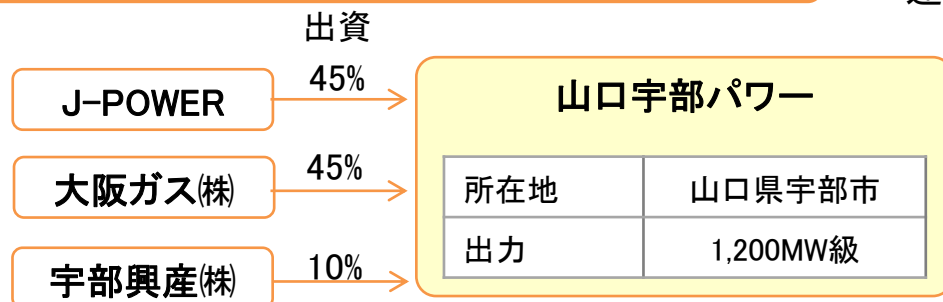 出資
J-POWER 45% 山口宇部パワー
大阪ガス㈱ 45%
所在地 山口県宇部市
出力 1,200MW級
宇部興産㈱ 10%